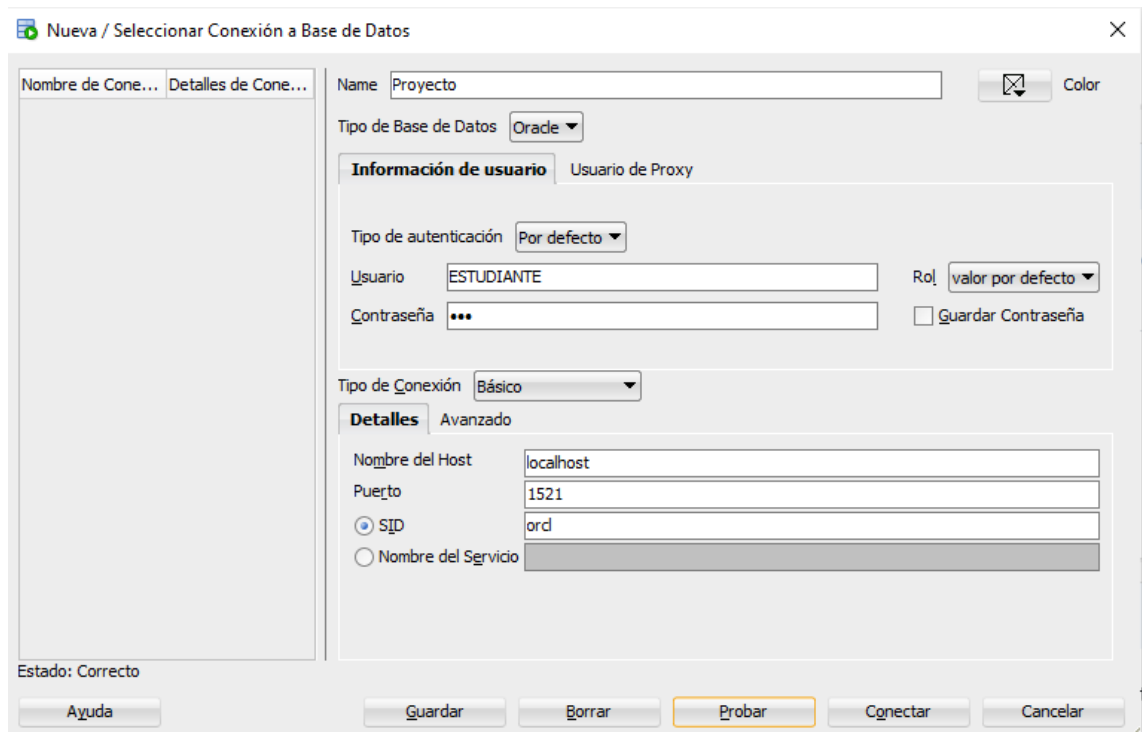 Nueva / Seleccionar Conexión a Base de Datos
Nombre de Cone... Detalles de Cone...
Name Proyecto Color
Tipo de Base de Datos Oracle
Información de usuario Usuario de Proxy
Tipo de autenticación Por defecto
Usuario ESTUDIANTE Rol valor por defecto
Contraseña ••• Guardar Contraseña
Tipo de Conexión Básico
Detalles Avanzado
Nombre del Host localhost
Puerto 1521
SID orcl
Nombre del Servicio
Estado: Correcto
Ayuda Guardar Borrar Probar Conectar Cancelar